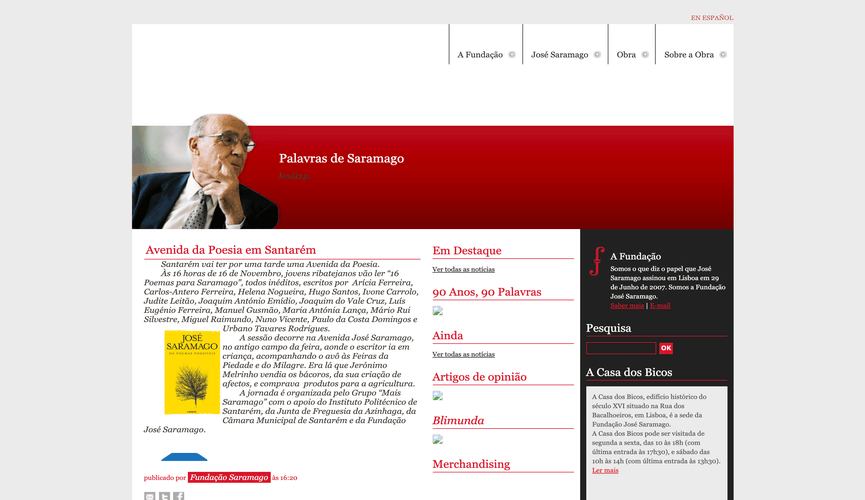 EN ESPAÑOL
A Fundação
José Saramago
Obra
Sobre a Obra
Palavras de Saramago
Avenida da Poesia em Santarém
Santarém vai ter por uma tarde uma Avenida da Poesia.
Às 16 horas de 16 de Novembro, jovens ribatejanos vão ler “16
Poemas para Saramago”, todos inéditos, escritos por Arícia Ferreira,
Carlos-Antero Ferreira, Helena Nogueira, Hugo Santos, Ivone Carrolo,
Judite Leitão, Joaquim António Emídio, Joaquim do Vale Cruz, Luís
Eugénio Ferreira, Manuel Gusmão, Maria Antónia Lança, Mário Rui
Silvestre, Miguel Raimundo, Nuno Vicente, Paulo da Costa Domingos e
Urbano Tavares Rodrigues.
A sessão decorre na Avenida José Saramago,
no antigo campo da feira, aonde o escritor ia em
criança, acompanhando o avô às Feiras da
Piedade e do Milagre. Era lá que Jerónimo
Melrinho vendia os bácoros, da sua criação de
afectos, e comprava produtos para a agricultura.
A jornada é organizada pelo Grupo “Mais
Saramago” com o apoio do Instituto Politécnico de
Santarém, da Junta de Freguesia da Azinhaga, da
Câmara Municipal de Santarém e da Fundação
José Saramago.
JOSÉ
SARAMAGO
OS POEMAS POSSÍVEIS
publicado por Fundação Saramago às 16:20
Em Destaque
Ver todas as notícias
90 Anos, 90 Palavras
Ainda
Ver todas as notícias
Artigos de opinião
Blimunda
Merchandising
A Fundação
Somos o que diz o papel que José
Saramago assinou em Lisboa em 29
de Junho de 2007. Somos a Fundação
José Saramago.
Saber mais | E-mail
Pesquisa
OK
A Casa dos Bicos
A Casa dos Bicos, edifício histórico do
século XVI situado na Rua dos
Bacalhoeiros, em Lisboa, é a sede da
Fundação José Saramago.
A Casa dos Bicos pode ser visitada de
segunda a sexta, das 10 às 18h (com
última entrada às 17h30), e sábado das
10h às 14h (com última entrada às 13h30).
Ler mais